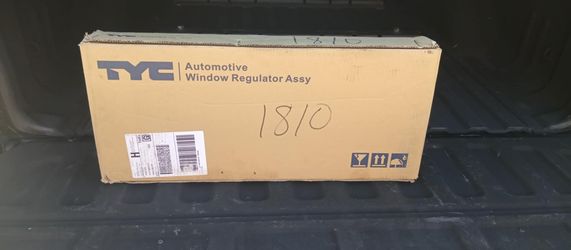 1810
TYC
Automotive
Window Regulator Assy
1810
H